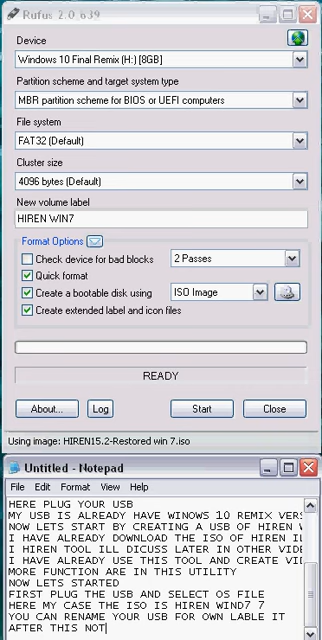 Rufus 2.0.639
Device
Windows 10 Final Remix (H:) [8GB]
Partition scheme and target system type
MBR partition scheme for BIOS or UEFI computers
File system
FAT32 (Default)
Cluster size
4096 bytes (Default)
New volume label
HIREN WIN7
Format Options
Check device for bad blocks 2 Passes
Quick format
Create a bootable disk using ISO Image
Create extended label and icon files
READY
About... Log Start Close
Using image: HIREN15.2-Restored win 7.iso
Untitled - Notepad
File Edit Format View Help
HERE PLUG YOUR USB
MY USB IS ALREADY HAVE WINOWS 10 REMIX VERS
NOW LETS START BY CREATING A USB OF HIREN W
I HAVE ALREADY DOWNLOAD THE ISO OF HIREN IL
I HIREN TOOL ILL DICUSS LATER IN OTHER VIDE
I HAVE ALREADY USE THIS TOOL AND CREATE VID
MORE FUNCTION ARE IN THIS UTILITY
NOW LETS STARTED
FIRST PLUG THE USB AND SELECT OS FILE
HERE MY CASE THE ISO IS HIREN WIND7 7
YOU CAN RENAME YOUR USB FOR OWN LABLE IT
AFTER THIS NOT